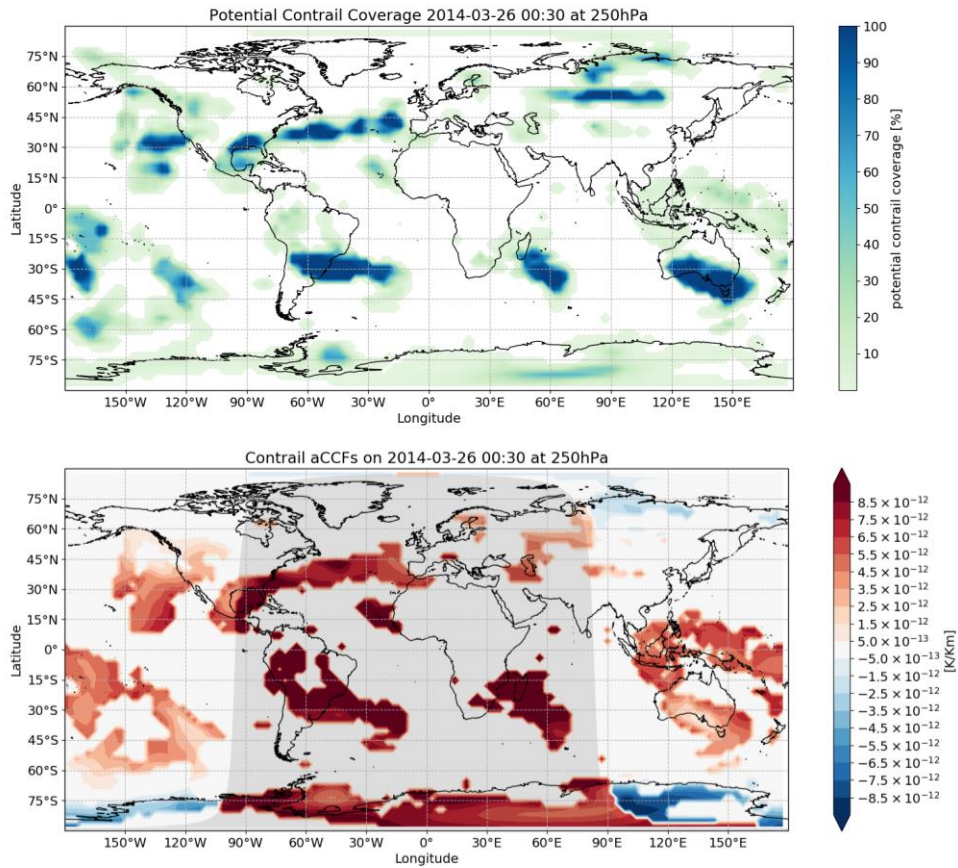 Potential Contrail Coverage 2014-03-26 00:30 at 250hPa
75°N
60°N
45°N
30°N
15°N
0°
15°S
30°S
45°S
60°S
75°S
Latitude
150°W 120°W 90°W 60°W 30°W 0° 30°E 60°E 90°E 120°E 150°E
Longitude
100
90
80
70
60
50
40
30
20
10
potential contrail coverage [%]
Contrail aCCFs on 2014-03-26 00:30 at 250hPa
75°N
60°N
45°N
30°N
15°N
0°
15°S
30°S
45°S
60°S
75°S
Latitude
150°W 120°W 90°W 60°W 30°W 0° 30°E 60°E 90°E 120°E 150°E
Longitude
8.5 × 10⁻¹²
7.5 × 10⁻¹²
6.5 × 10⁻¹²
5.5 × 10⁻¹²
4.5 × 10⁻¹²
3.5 × 10⁻¹²
2.5 × 10⁻¹²
1.5 × 10⁻¹²
5.0 × 10⁻¹³
−5.0 × 10⁻¹³
−1.5 × 10⁻¹²
−2.5 × 10⁻¹²
−3.5 × 10⁻¹²
−4.5 × 10⁻¹²
−5.5 × 10⁻¹²
−6.5 × 10⁻¹²
−7.5 × 10⁻¹²
−8.5 × 10⁻¹²
[K/Km]